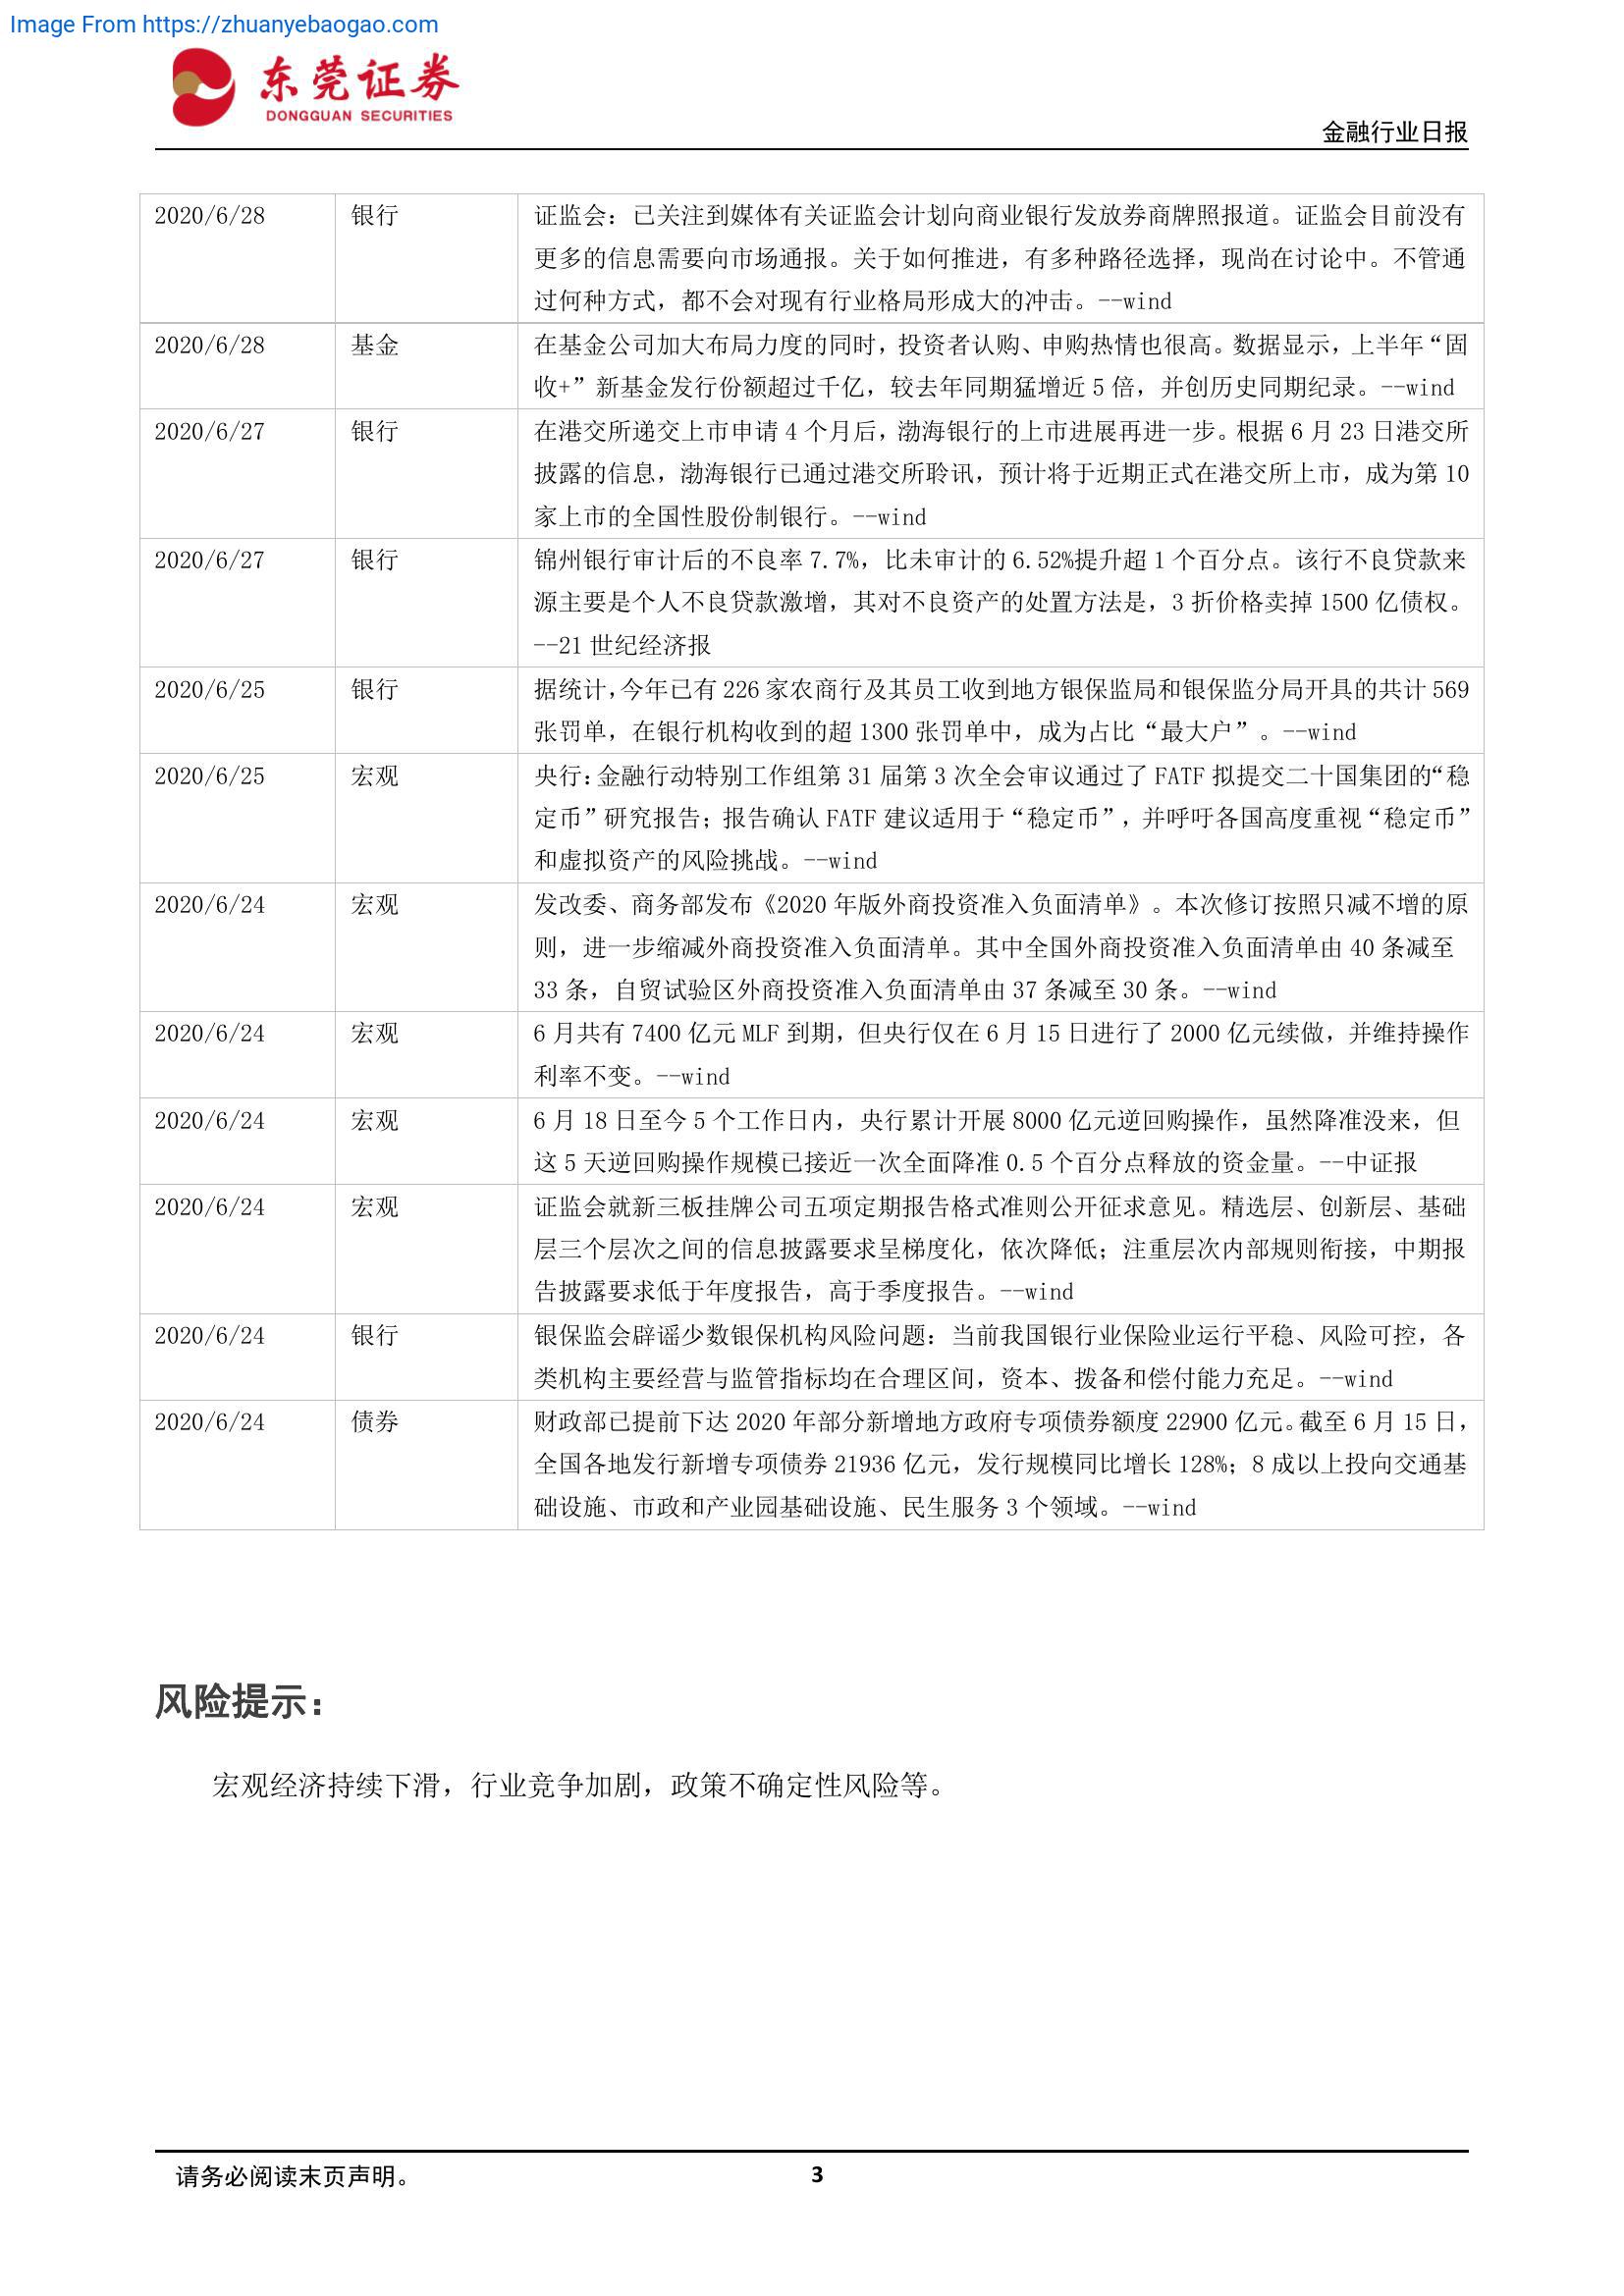 Image From https://zhuanyebaogao.com
东莞证券
DONGGUAN SECURITIES
金融行业日报
2020/6/28 银行 证监会：已关注到媒体有关证监会计划向商业银行发放券商牌照报道。证监会目前没有
更多的信息需要向市场通报。关于如何推进，有多种路径选择，现尚在讨论中。不管通
过何种方式，都不会对现有行业格局形成大的冲击。--wind
2020/6/28 基金 在基金公司加大布局力度的同时，投资者认购、申购热情也很高。数据显示，上半年“固
收+”新基金发行份额超过千亿，较去年同期猛增近 5 倍，并创历史同期纪录。--wind
2020/6/27 银行 在港交所递交上市申请 4 个月后，渤海银行的上市进展再进一步。根据 6 月 23 日港交所
披露的信息，渤海银行已通过港交所聆讯，预计将于近期正式在港交所上市，成为第 10
家上市的全国性股份制银行。--wind
2020/6/27 银行 锦州银行审计后的不良率 7.7%，比未审计的 6.52%提升超 1 个百分点。该行不良贷款来
源主要是个人不良贷款激增，其对不良资产的处置方法是，3 折价格卖掉 1500 亿债权。
--21 世纪经济报
2020/6/25 银行 据统计，今年已有 226 家农商行及其员工收到地方银保监局和银保监分局开具的共计 569
张罚单，在银行机构收到的超 1300 张罚单中，成为占比“最大户”。--wind
2020/6/25 宏观 央行：金融行动特别工作组第 31 届第 3 次全会审议通过了 FATF 拟提交二十国集团的“稳
定币”研究报告；报告确认 FATF 建议适用于“稳定币”，并呼吁各国高度重视“稳定币”
和虚拟资产的风险挑战。--wind
2020/6/24 宏观 发改委、商务部发布《2020 年版外商投资准入负面清单》。本次修订按照只减不增的原
则，进一步缩减外商投资准入负面清单。其中全国外商投资准入负面清单由 40 条减至
33 条，自贸试验区外商投资准入负面清单由 37 条减至 30 条。--wind
2020/6/24 宏观 6 月共有 7400 亿元 MLF 到期，但央行仅在 6 月 15 日进行了 2000 亿元续做，并维持操作
利率不变。--wind
2020/6/24 宏观 6 月 18 日至今 5 个工作日内，央行累计开展 8000 亿元逆回购操作，虽然降准没来，但
这 5 天逆回购操作规模已接近一次全面降准 0.5 个百分点释放的资金量。--中证报
2020/6/24 宏观 证监会就新三板挂牌公司五项定期报告格式准则公开征求意见。精选层、创新层、基础
层三个层次之间的信息披露要求呈梯度化，依次降低；注重层次内部规则衔接，中期报
告披露要求低于年度报告，高于季度报告。--wind
2020/6/24 银行 银保监会辟谣少数银保机构风险问题：当前我国银行业保险业运行平稳、风险可控，各
类机构主要经营与监管指标均在合理区间，资本、拨备和偿付能力充足。--wind
2020/6/24 债券 财政部已提前下达 2020 年部分新增地方政府专项债券额度 22900 亿元。截至 6 月 15 日，
全国各地发行新增专项债券 21936 亿元，发行规模同比增长 128%；8 成以上投向交通基
础设施、市政和产业园基础设施、民生服务 3 个领域。--wind
风险提示：
宏观经济持续下滑，行业竞争加剧，政策不确定性风险等。
请务必阅读末页声明。
3